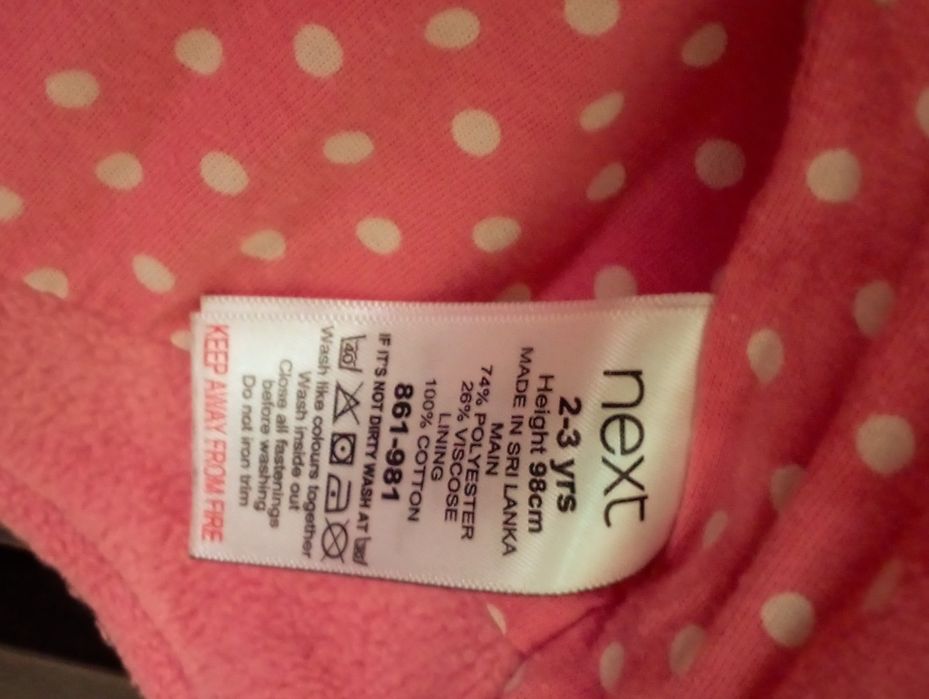 next
2-3 yrs
Height 98cm
MADE IN SRI LANKA
MAIN
74% POLYESTER
26% VISCOSE
LINING
100% COTTON
861-981
IF IT'S NOT DIRTY WASH AT
40
Wash like colours together
Wash inside out
Close all fastenings
before washing
Do not iron trim
KEEP AWAY FROM FIRE